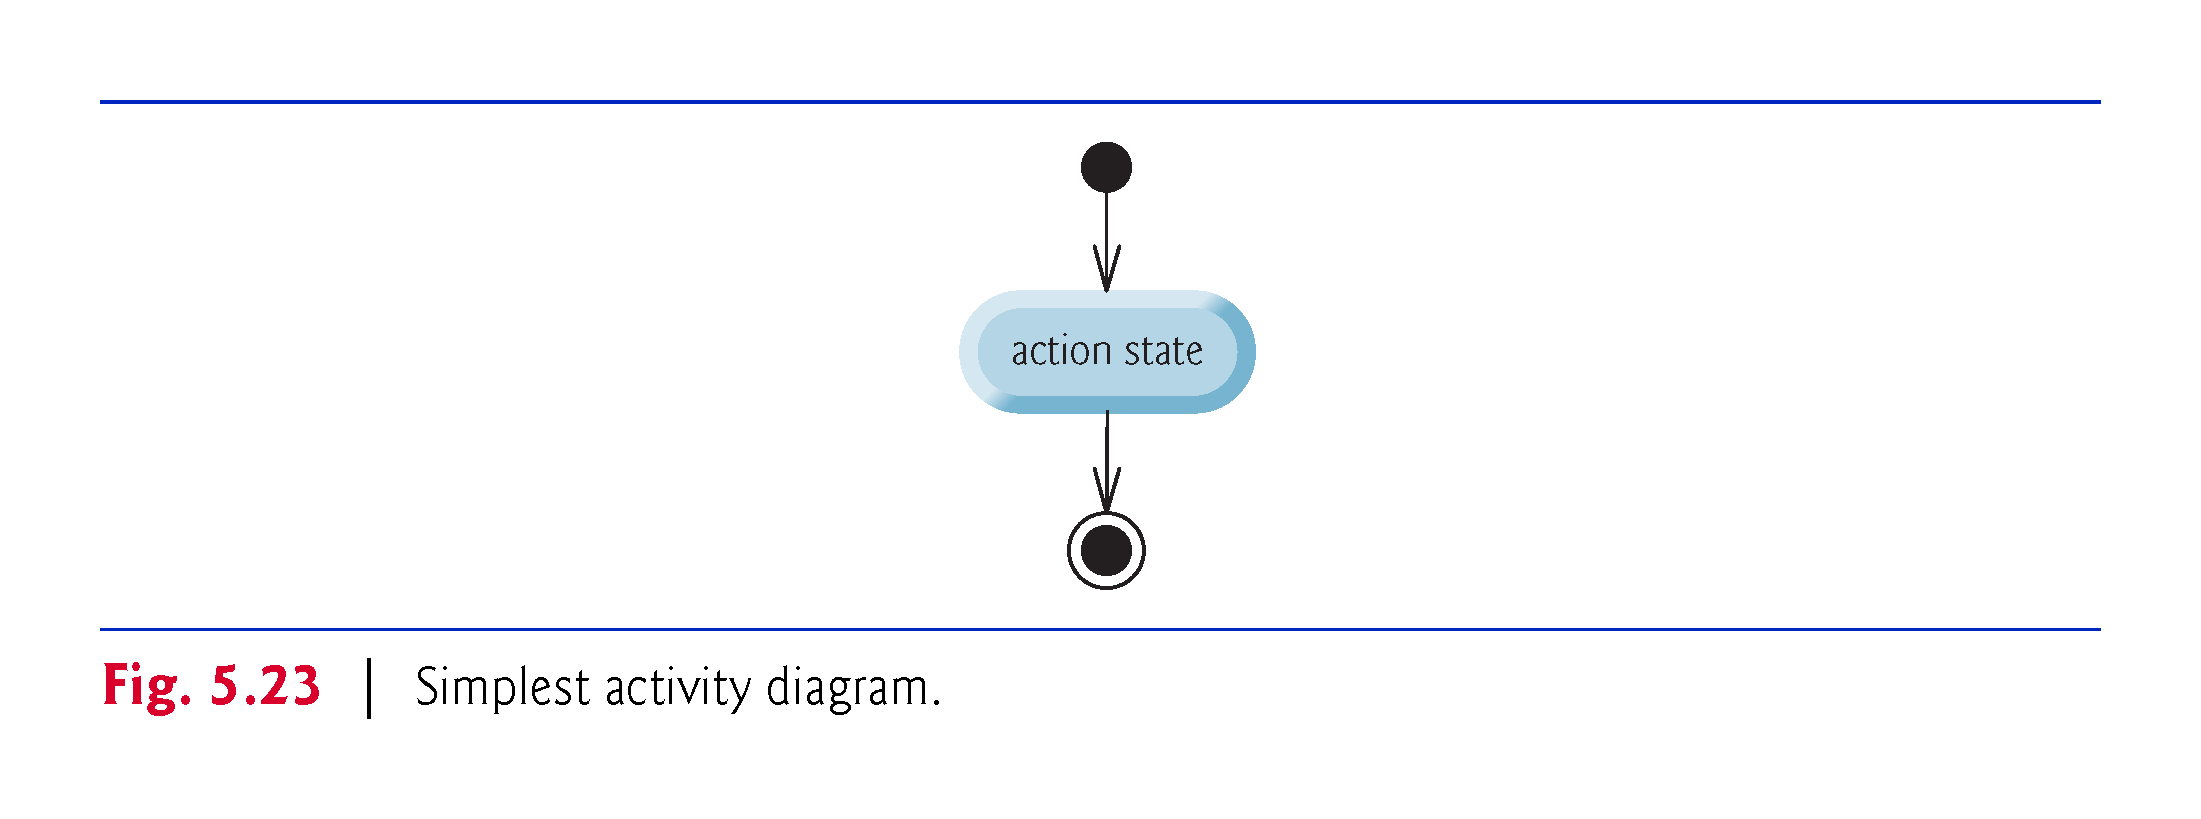 action state
Fig. 5.23 | Simplest activity diagram.